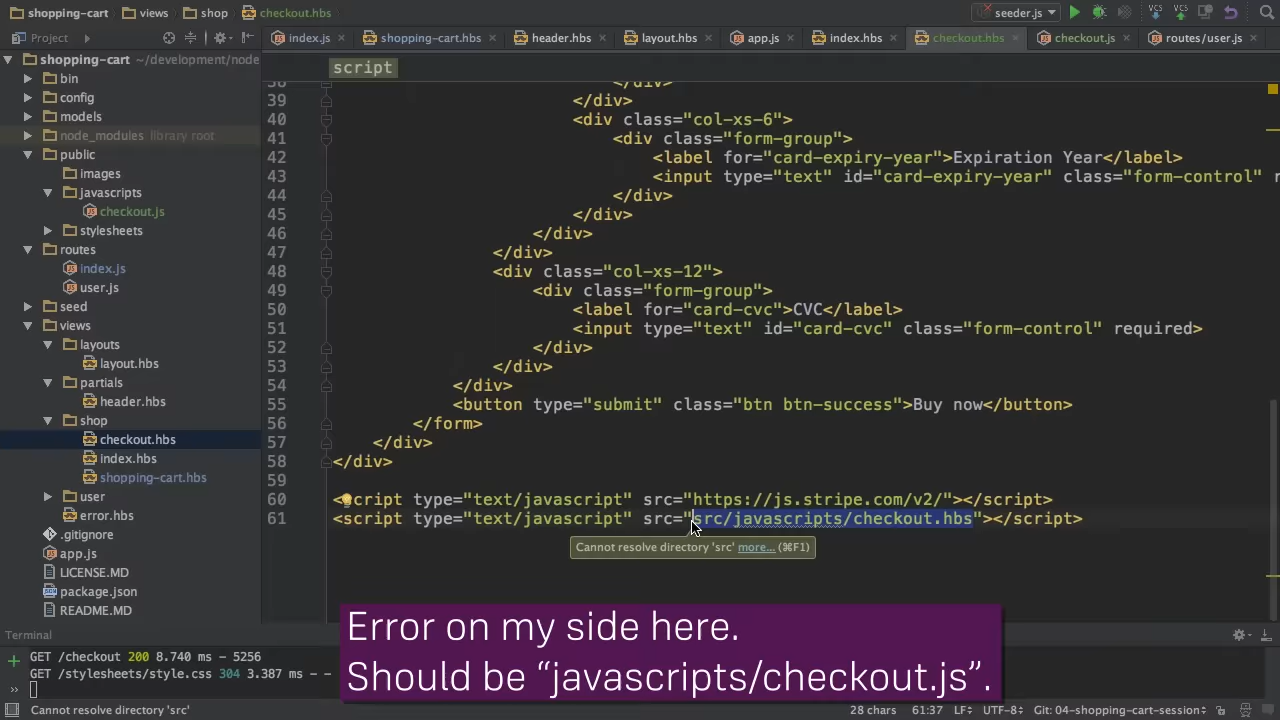 shopping-cart views shop checkout.hbs seeder.js
Project index.js shopping-cart.hbs header.hbs layout.hbs app.js index.hbs checkout.hbs checkout.js routes/user.js
shopping-cart ~/development/node
bin
config
models
node_modules library root
public
images
javascripts
checkout.js
stylesheets
routes
index.js
user.js
seed
views
layouts
layout.hbs
partials
header.hbs
shop
checkout.hbs
index.hbs
shopping-cart.hbs
user
error.hbs
.gitignore
app.js
LICENSE.MD
package.json
README.MD
script
38 </div>
39 </div>
40 <div class="col-xs-6">
41 <div class="form-group">
42 <label for="card-expiry-year">Expiration Year</label>
43 <input type="text" id="card-expiry-year" class="form-control" r
44 </div>
45 </div>
46 </div>
47 </div>
48 <div class="col-xs-12">
49 <div class="form-group">
50 <label for="card-cvc">CVC</label>
51 <input type="text" id="card-cvc" class="form-control" required>
52 </div>
53 </div>
54 </div>
55 <button type="submit" class="btn btn-success">Buy now</button>
56 </form>
57 </div>
58 </div>
59
60 <script type="text/javascript" src="https://js.stripe.com/v2/"></script>
61 <script type="text/javascript" src="src/javascripts/checkout.hbs"></script>
Cannot resolve directory 'src' more... (⌘F1)
Error on my side here.
Should be “javascripts/checkout.js”.
Terminal
GET /checkout 200 8.740 ms - 5256
GET /stylesheets/style.css 304 3.387 ms - -
Cannot resolve directory 'src' 28 chars 61:37 LF÷ UTF-8÷ Git: 04-shopping-cart-session÷